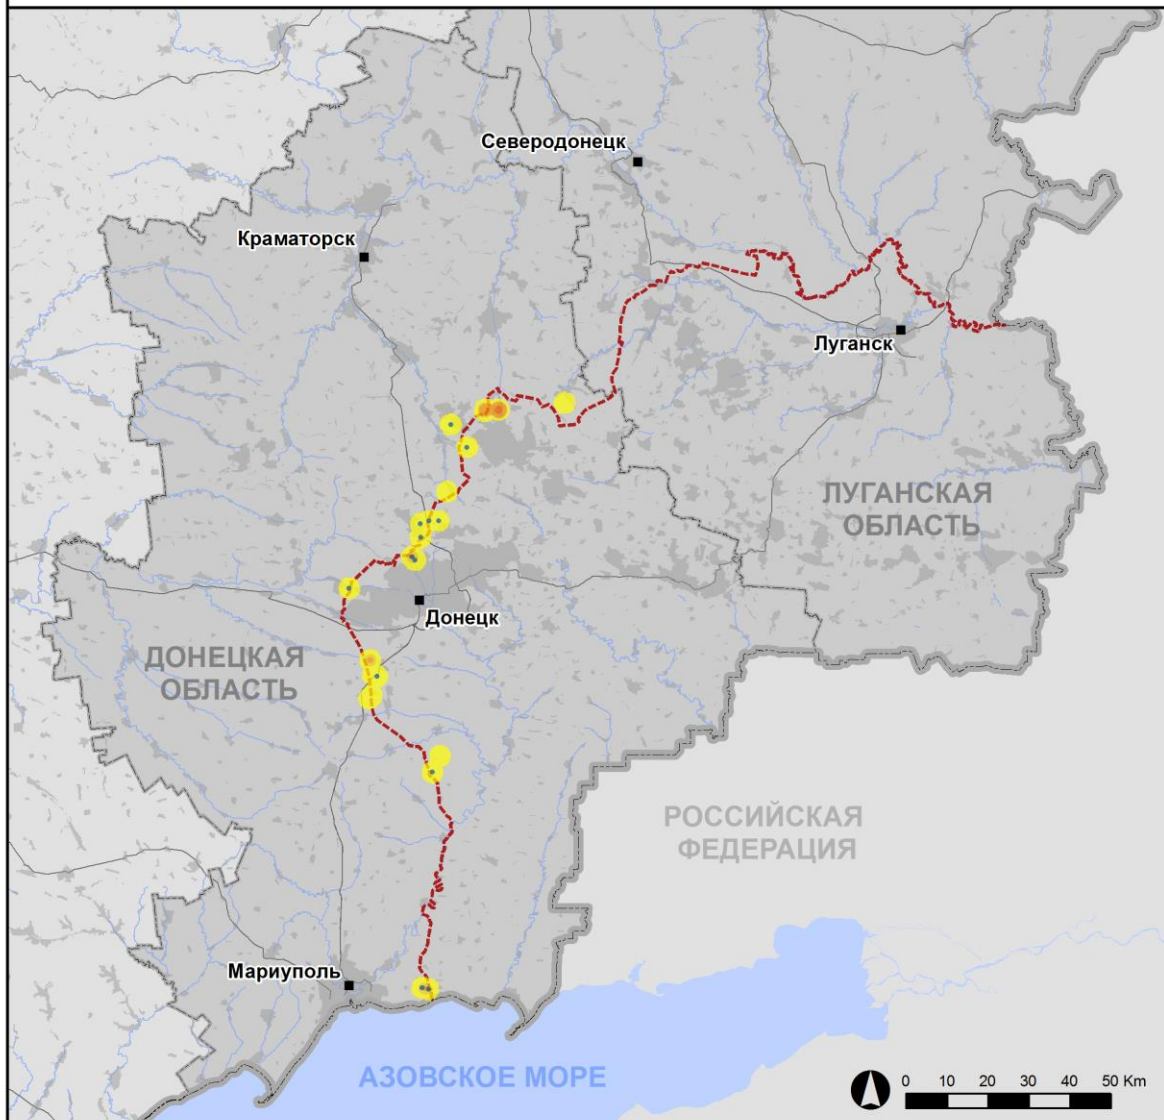 Северодонецк
Краматорск
Луганск
ЛУГАНСКАЯ
ОБЛАСТЬ
Донецк
ДОНЕЦКАЯ
ОБЛАСТЬ
РОССИЙСКАЯ
ФЕДЕРАЦИЯ
Мариуполь
АЗОВСКОЕ МОРЕ
0 10 20 30 40 50 Km